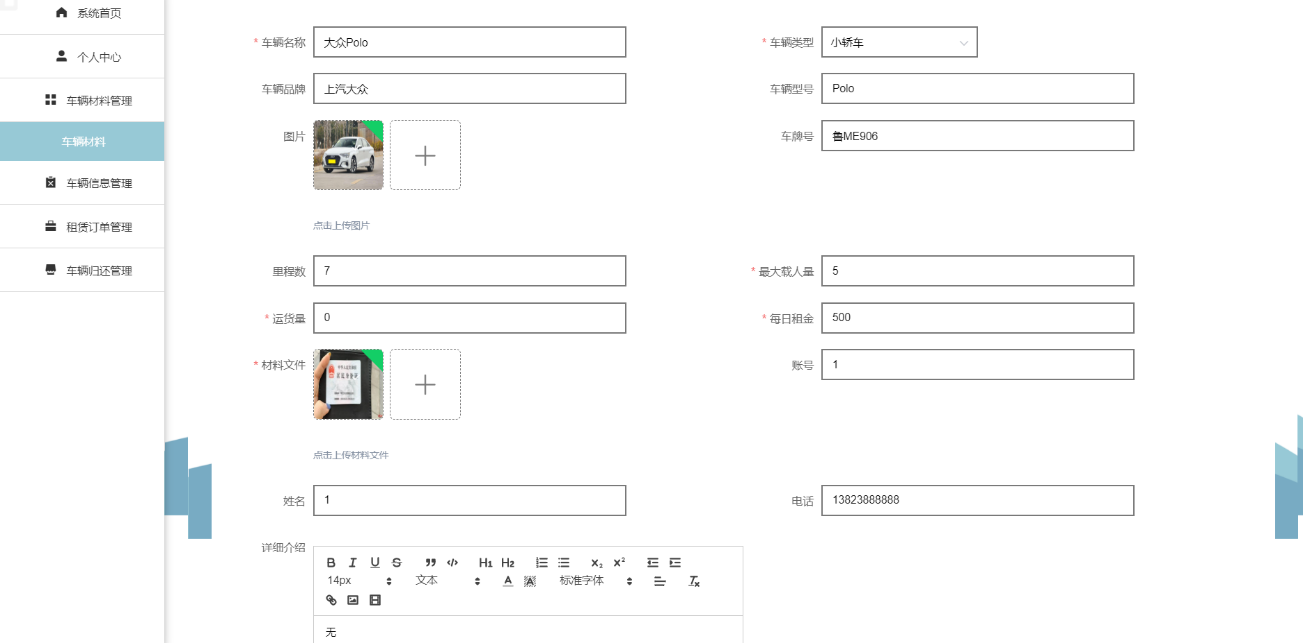 系统首页
个人中心
车辆材料管理
车辆材料
车辆信息管理
租赁订单管理
车辆归还管理
* 车辆名称 大众Polo
* 车辆类型 小轿车
车辆品牌 上汽大众
车辆型号 Polo
图片
车牌号 鲁ME906
点击上传图片
里程数 7
* 最大载人量 5
* 运货量 0
* 每日租金 500
* 材料文件
账号 1
点击上传材料文件
姓名 1
电话 13823888888
详细介绍
B I U S ” </> H1 H2 X₂ X²
14px 文本 A A 标准字体 Tx
无